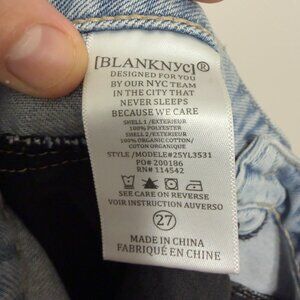 [BLANKNYC]®
DESIGNED FOR YOU
BY OUR NYC TEAM
IN THE CITY THAT
NEVER SLEEPS
BECAUSE WE CARE
SHELL 1 /EXTERIEUR
100% POLYESTER
SHELL 2 /EXTERIEUR
100% ORGANIC COTTON/
COTON ORGANIQUE
STYLE/MODELE#25YL3531
PO# 200186
RN# 114542
SEE CARE ON REVERSE
VOIR INSTRUCTION AUVERSO
27
MADE IN CHINA
FABRIQUÉ EN CHINE